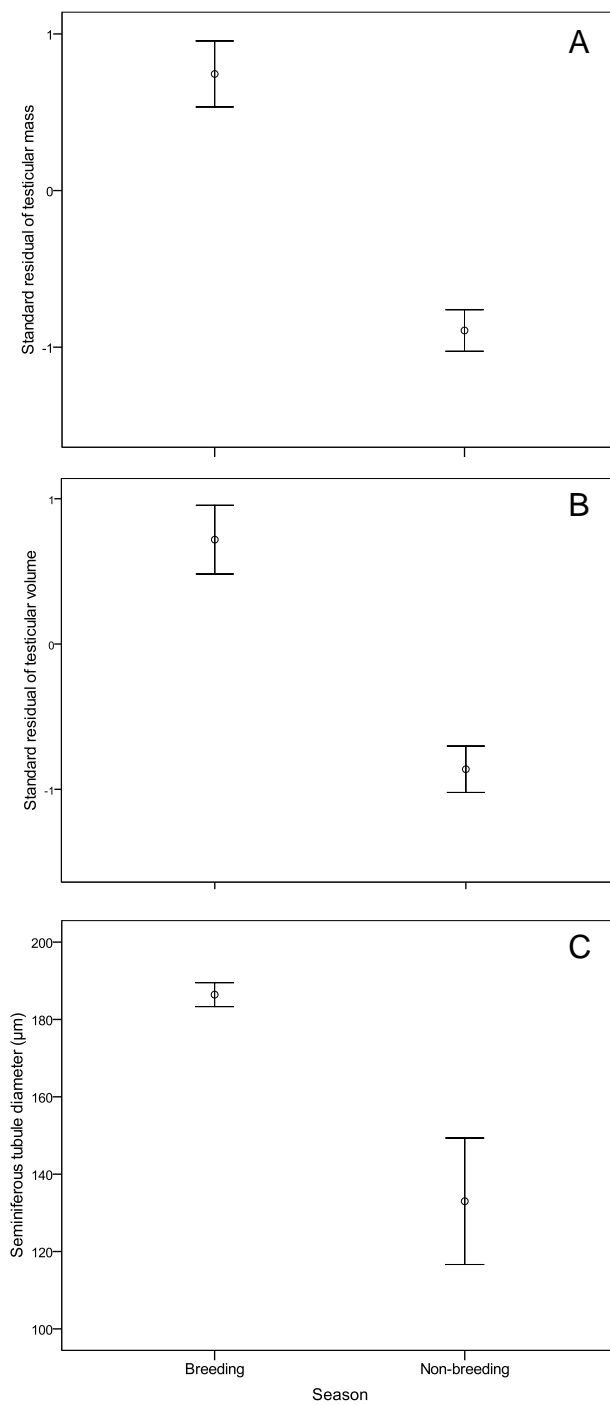 A
Standard residual of testicular mass
1
0
-1
B
Standard residual of testicular volume
1
0
-1
C
Seminiferous tubule diameter (µm)
200
180
160
140
120
100
Breeding
Non-breeding
Season